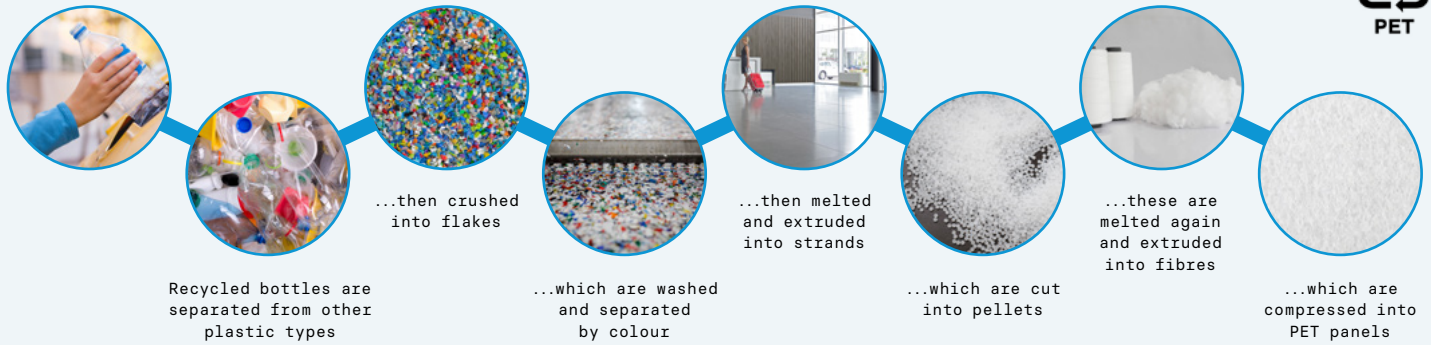 PET
Recycled bottles are
separated from other
plastic types
...then crushed
into flakes
...which are washed
and separated
by colour
...then melted
and extruded
into strands
...which are cut
into pellets
...these are
melted again
and extruded
into fibres
...which are
compressed into
PET panels